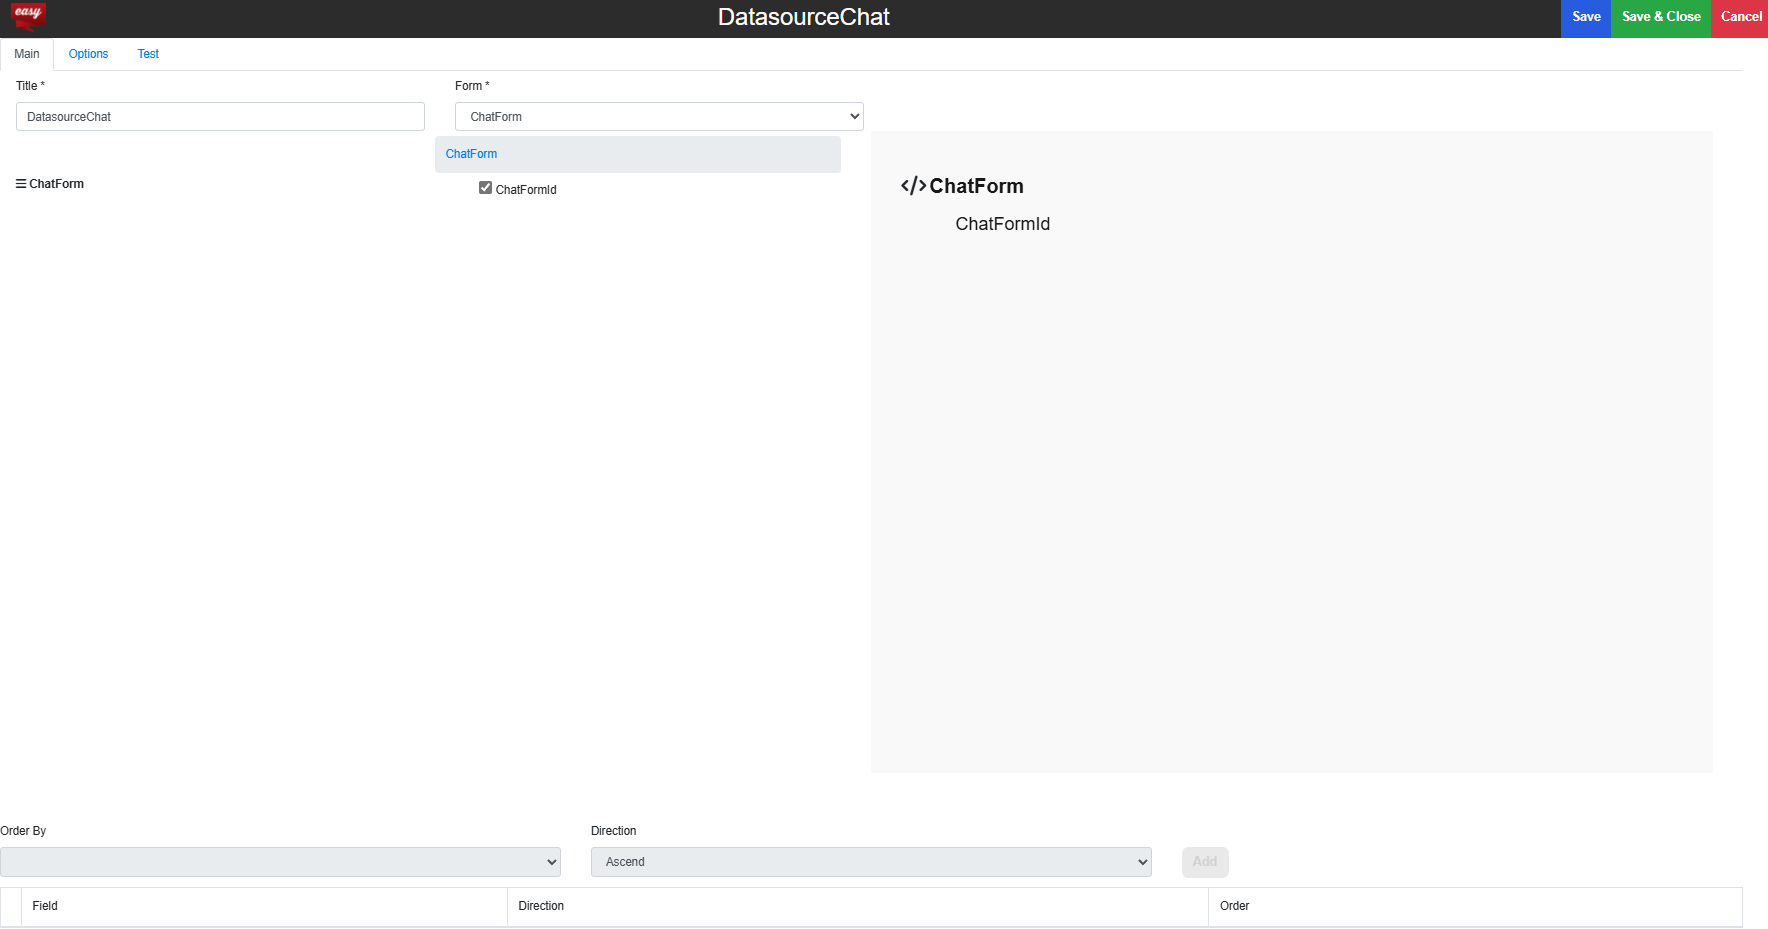 easy
DatasourceChat
Save
Save & Close
Cancel
Main
Options
Test
Title *
Form *
DatasourceChat
ChatForm
ChatForm
ChatForm
ChatFormId
</>ChatForm
ChatFormId
Order By
Direction
Ascend
Add
Field
Direction
Order